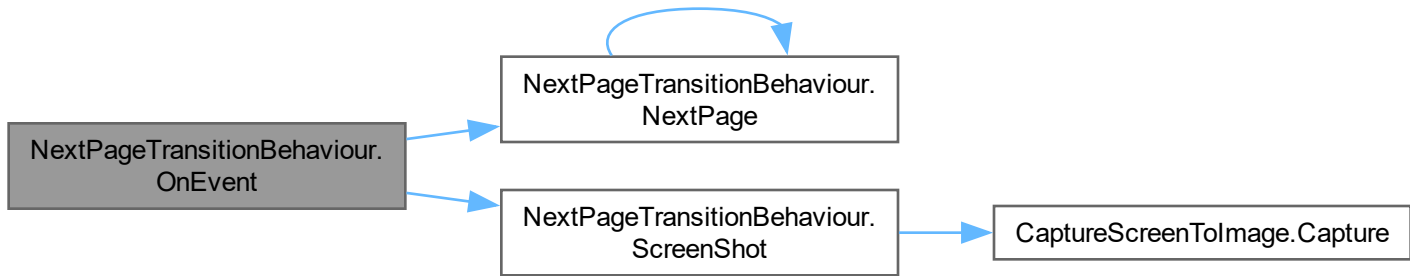 NextPageTransitionBehaviour.
OnEvent
NextPageTransitionBehaviour.
NextPage
NextPageTransitionBehaviour.
ScreenShot
CaptureScreenToImage.Capture